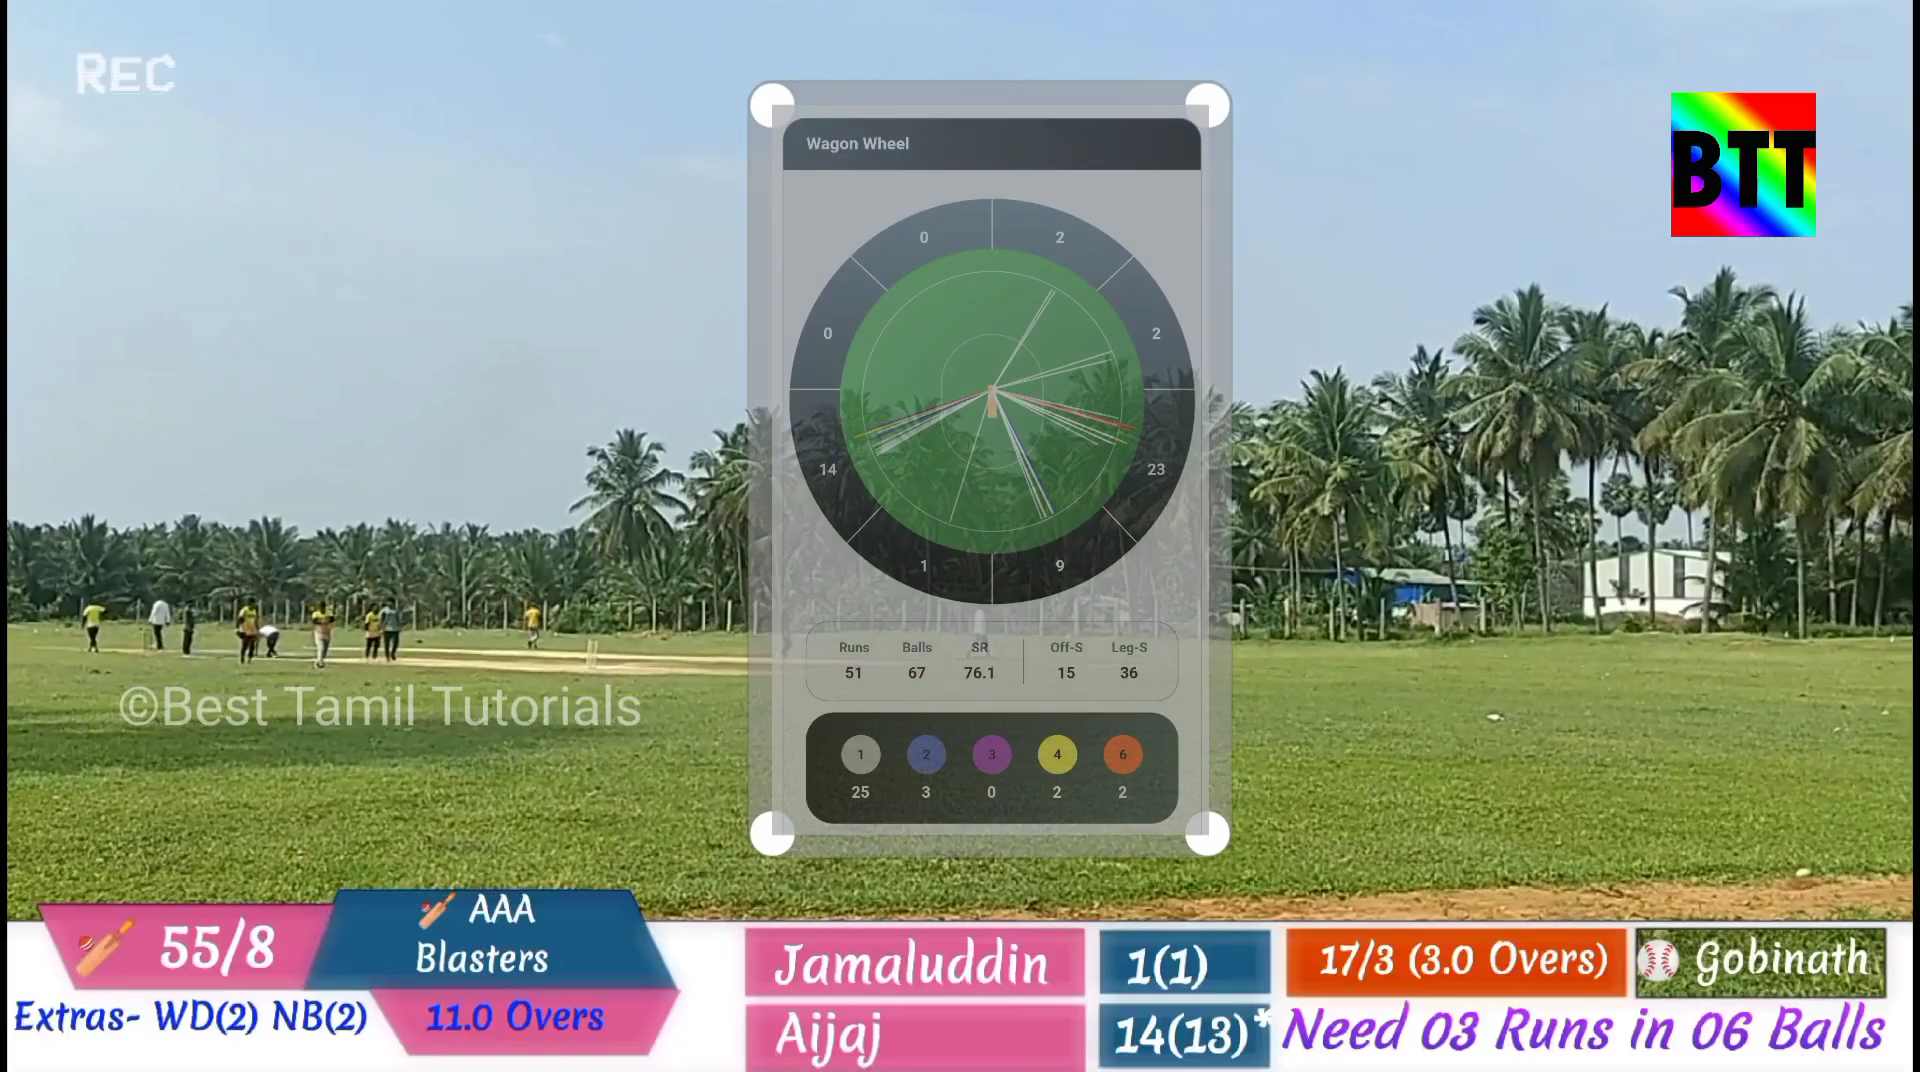 REC
BTT
Wagon Wheel
0 2
0 2
14 23
1 9
Runs Balls SR Off-S Leg-S
51 67 76.1 15 36
1 2 3 4 6
25 3 0 2 2
©Best Tamil Tutorials
55/8
AAA
Blasters
Extras- WD(2) NB(2)
11.0 Overs
Jamaluddin 1(1)
Aijaj 14(13)*
17/3 (3.0 Overs) Gobinath
Need 03 Runs in 06 Balls